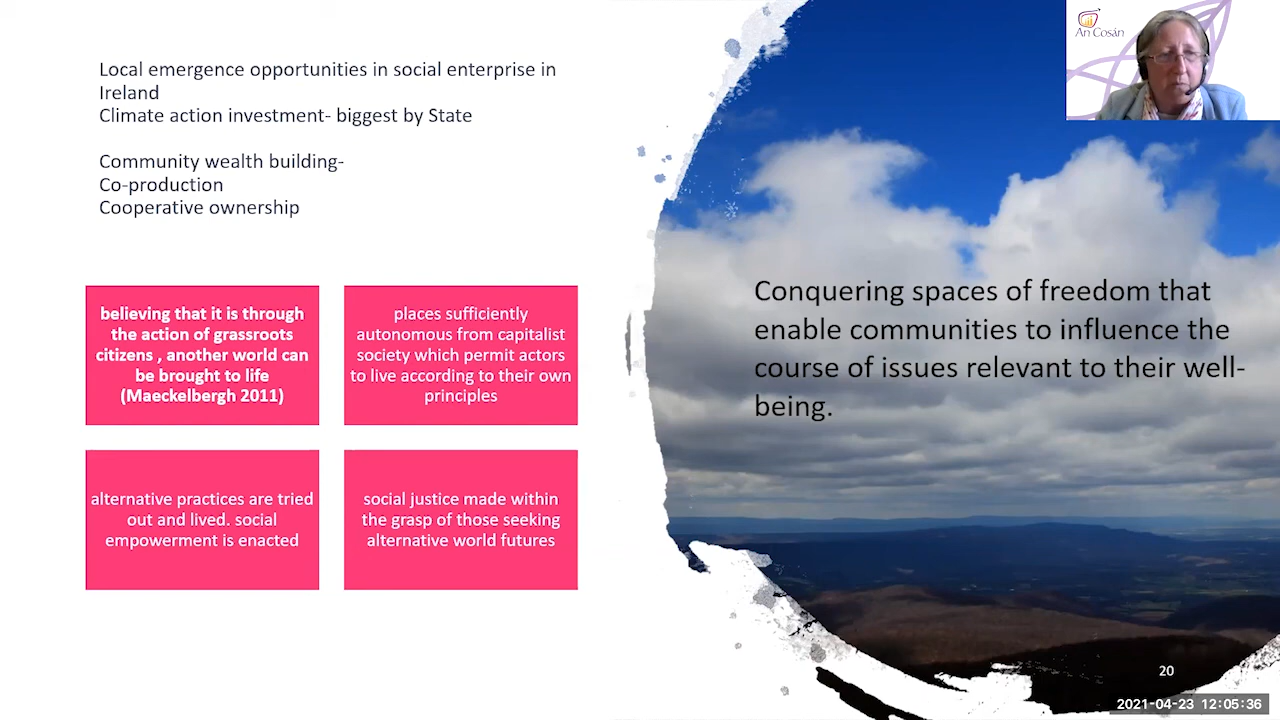 Local emergence opportunities in social enterprise in
Ireland
Climate action investment- biggest by State
Community wealth building-
Co-production
Cooperative ownership
believing that it is through
the action of grassroots
citizens , another world can
be brought to life
(Maeckelbergh 2011)
places sufficiently
autonomous from capitalist
society which permit actors
to live according to their own
principles
alternative practices are tried
out and lived. social
empowerment is enacted
social justice made within
the grasp of those seeking
alternative world futures
An Cosán
Conquering spaces of freedom that
enable communities to influence the
course of issues relevant to their well-
being.
20
2021-04-23 12:05:36